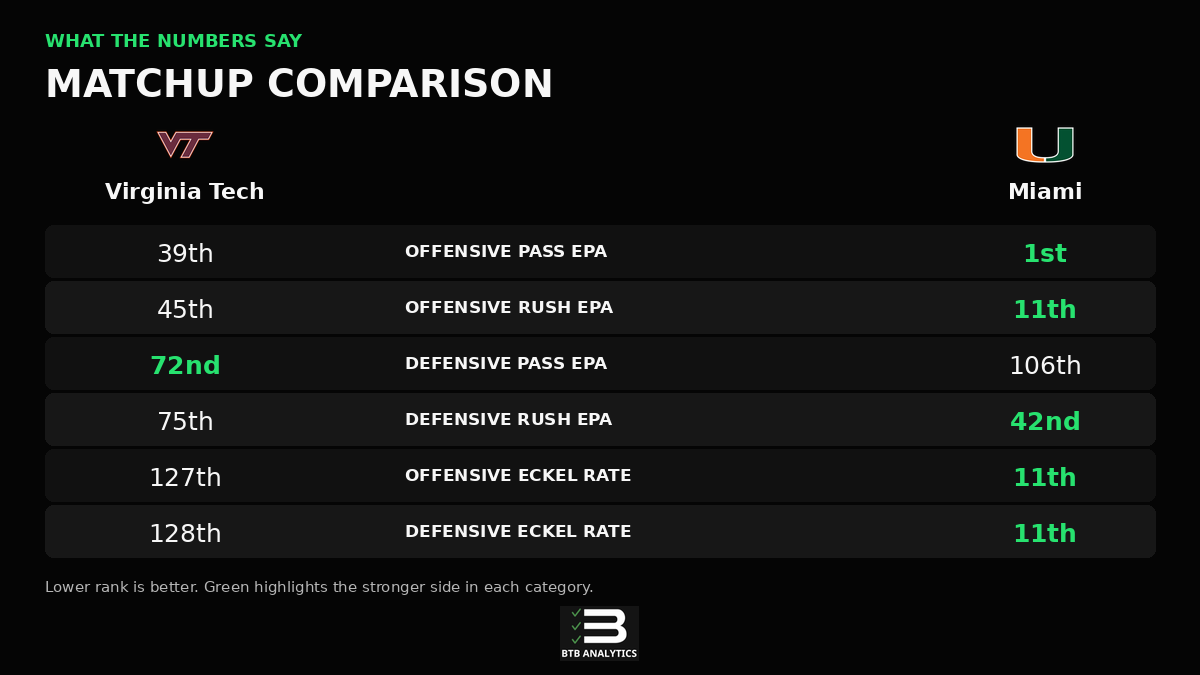 WHAT THE NUMBERS SAY
MATCHUP COMPARISON
VT
U
Virginia Tech
Miami
39th OFFENSIVE PASS EPA 1st
45th OFFENSIVE RUSH EPA 11th
72nd DEFENSIVE PASS EPA 106th
75th DEFENSIVE RUSH EPA 42nd
127th OFFENSIVE ECKEL RATE 11th
128th DEFENSIVE ECKEL RATE 11th
Lower rank is better. Green highlights the stronger side in each category.
B
BTB ANALYTICS